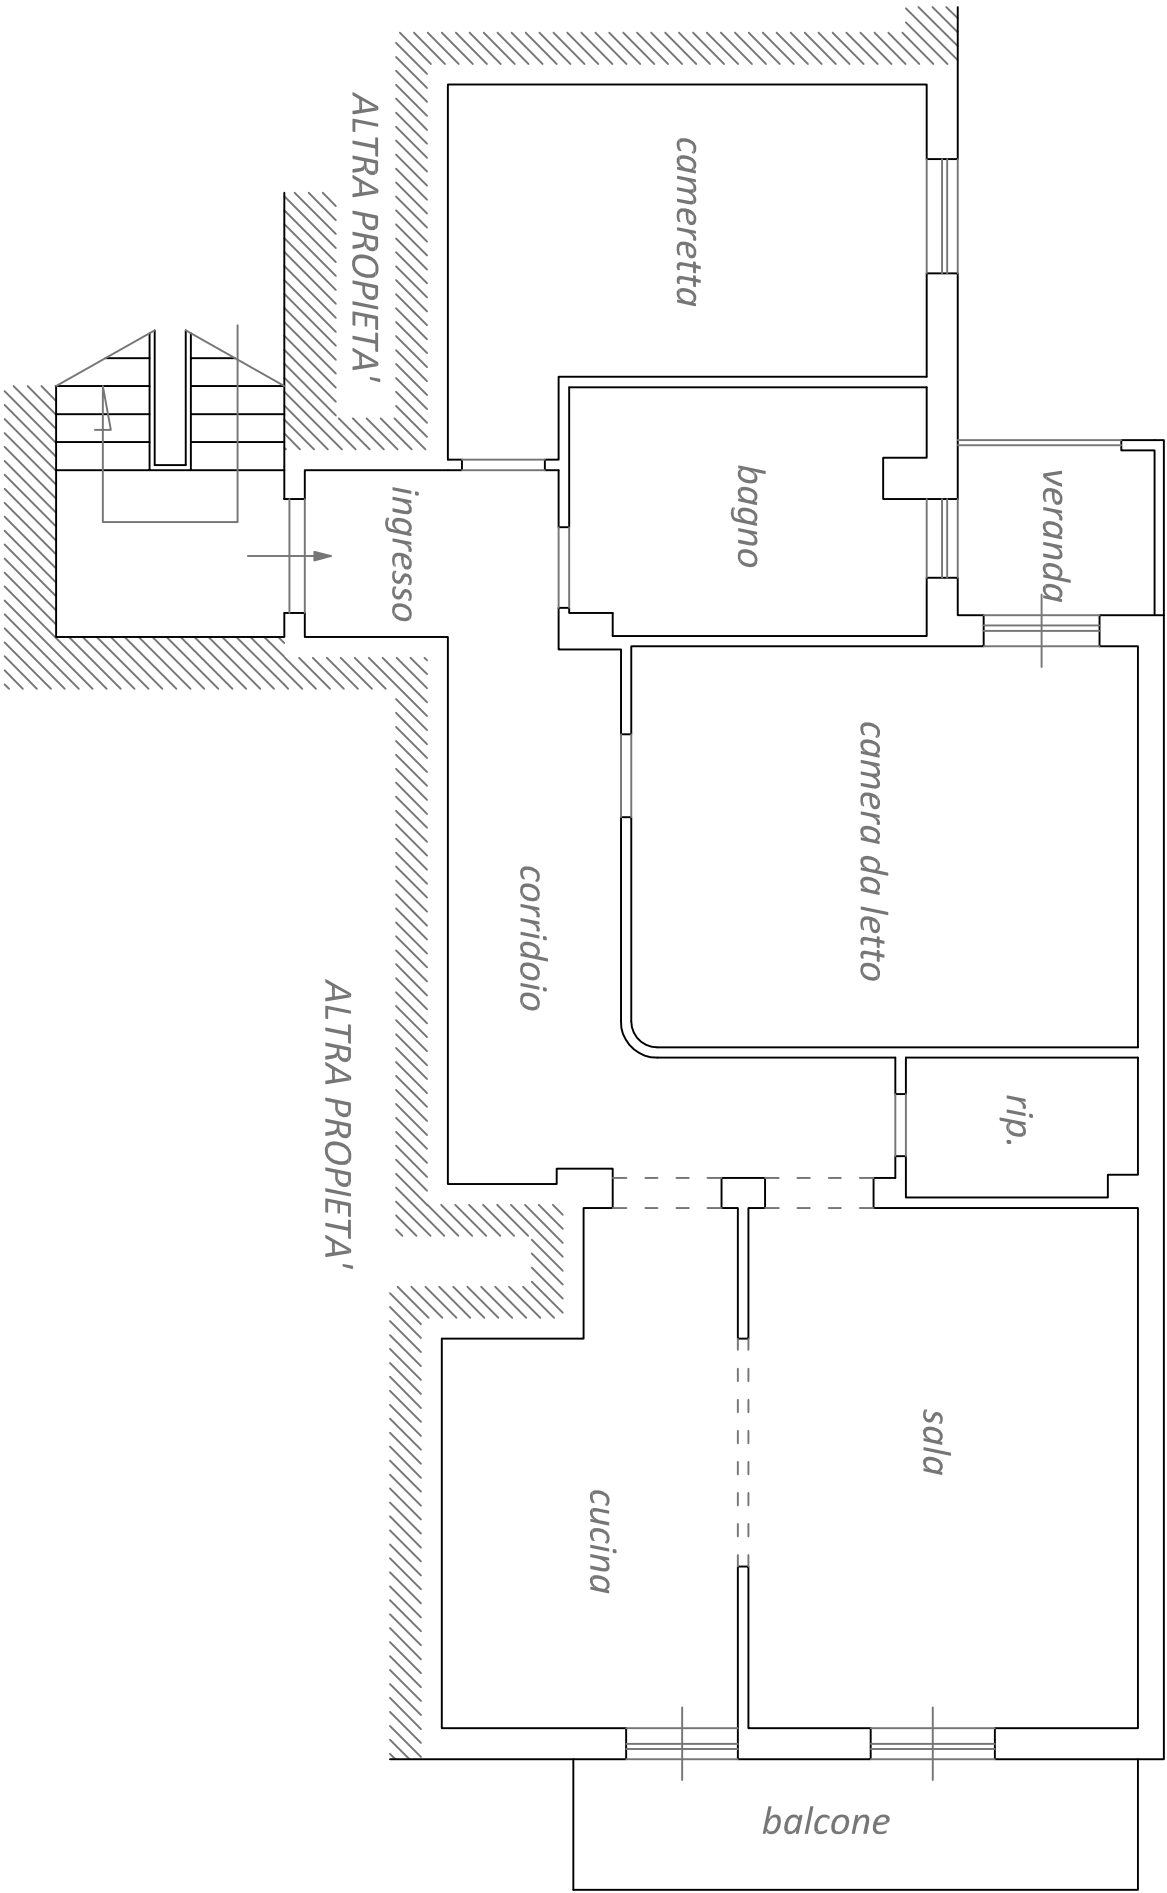 ALTRA PROPIETA'
cameretta
ingresso
bagno
veranda
camera da letto
corridoio
ALTRA PROPIETA'
rip.
sala
cucina
balcone